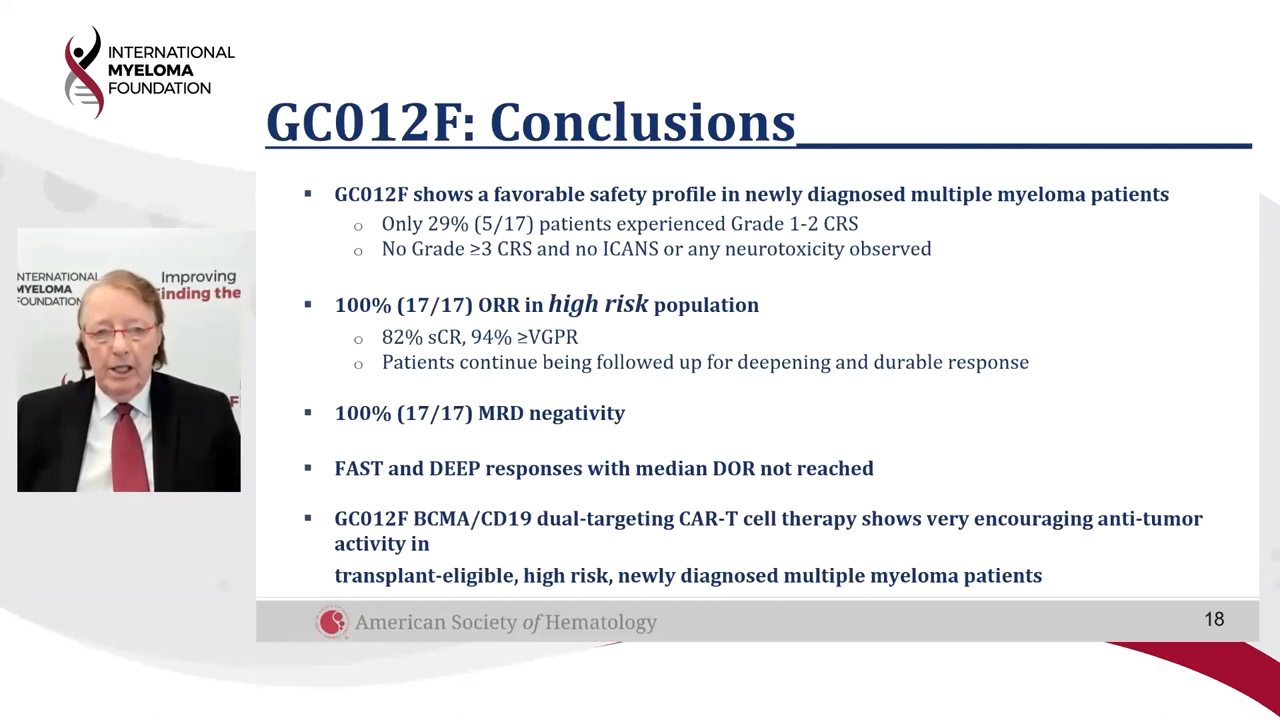 INTERNATIONAL
MYELOMA
FOUNDATION
GC012F: Conclusions
▪ GC012F shows a favorable safety profile in newly diagnosed multiple myeloma patients
o Only 29% (5/17) patients experienced Grade 1-2 CRS
o No Grade ≥3 CRS and no ICANS or any neurotoxicity observed
▪ 100% (17/17) ORR in high risk population
o 82% sCR, 94% ≥VGPR
o Patients continue being followed up for deepening and durable response
▪ 100% (17/17) MRD negativity
▪ FAST and DEEP responses with median DOR not reached
▪ GC012F BCMA/CD19 dual-targeting CAR-T cell therapy shows very encouraging anti-tumor
activity in
transplant-eligible, high risk, newly diagnosed multiple myeloma patients
NTERNATIONAL
MYELOMA
FOUNDATION
Improving
Finding the
American Society of Hematology
18